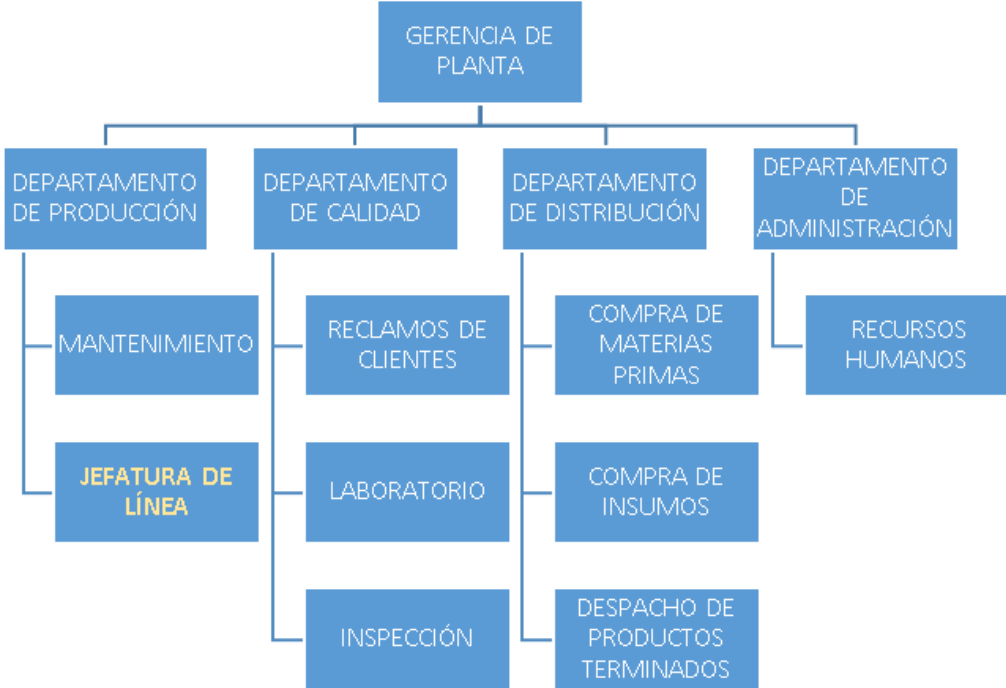 GERENCIA DE
PLANTA
DEPARTAMENTO
DE PRODUCCIÓN
DEPARTAMENTO
DE CALIDAD
DEPARTAMENTO
DE DISTRIBUCIÓN
DEPARTAMENTO
DE
ADMINISTRACIÓN
MANTENIMIENTO
RECLAMOS DE
CLIENTES
COMPRA DE
MATERIAS
PRIMAS
RECURSOS
HUMANOS
JEFATURA DE
LÍNEA
LABORATORIO
COMPRA DE
INSUMOS
INSPECCIÓN
DESPACHO DE
PRODUCTOS
TERMINADOS